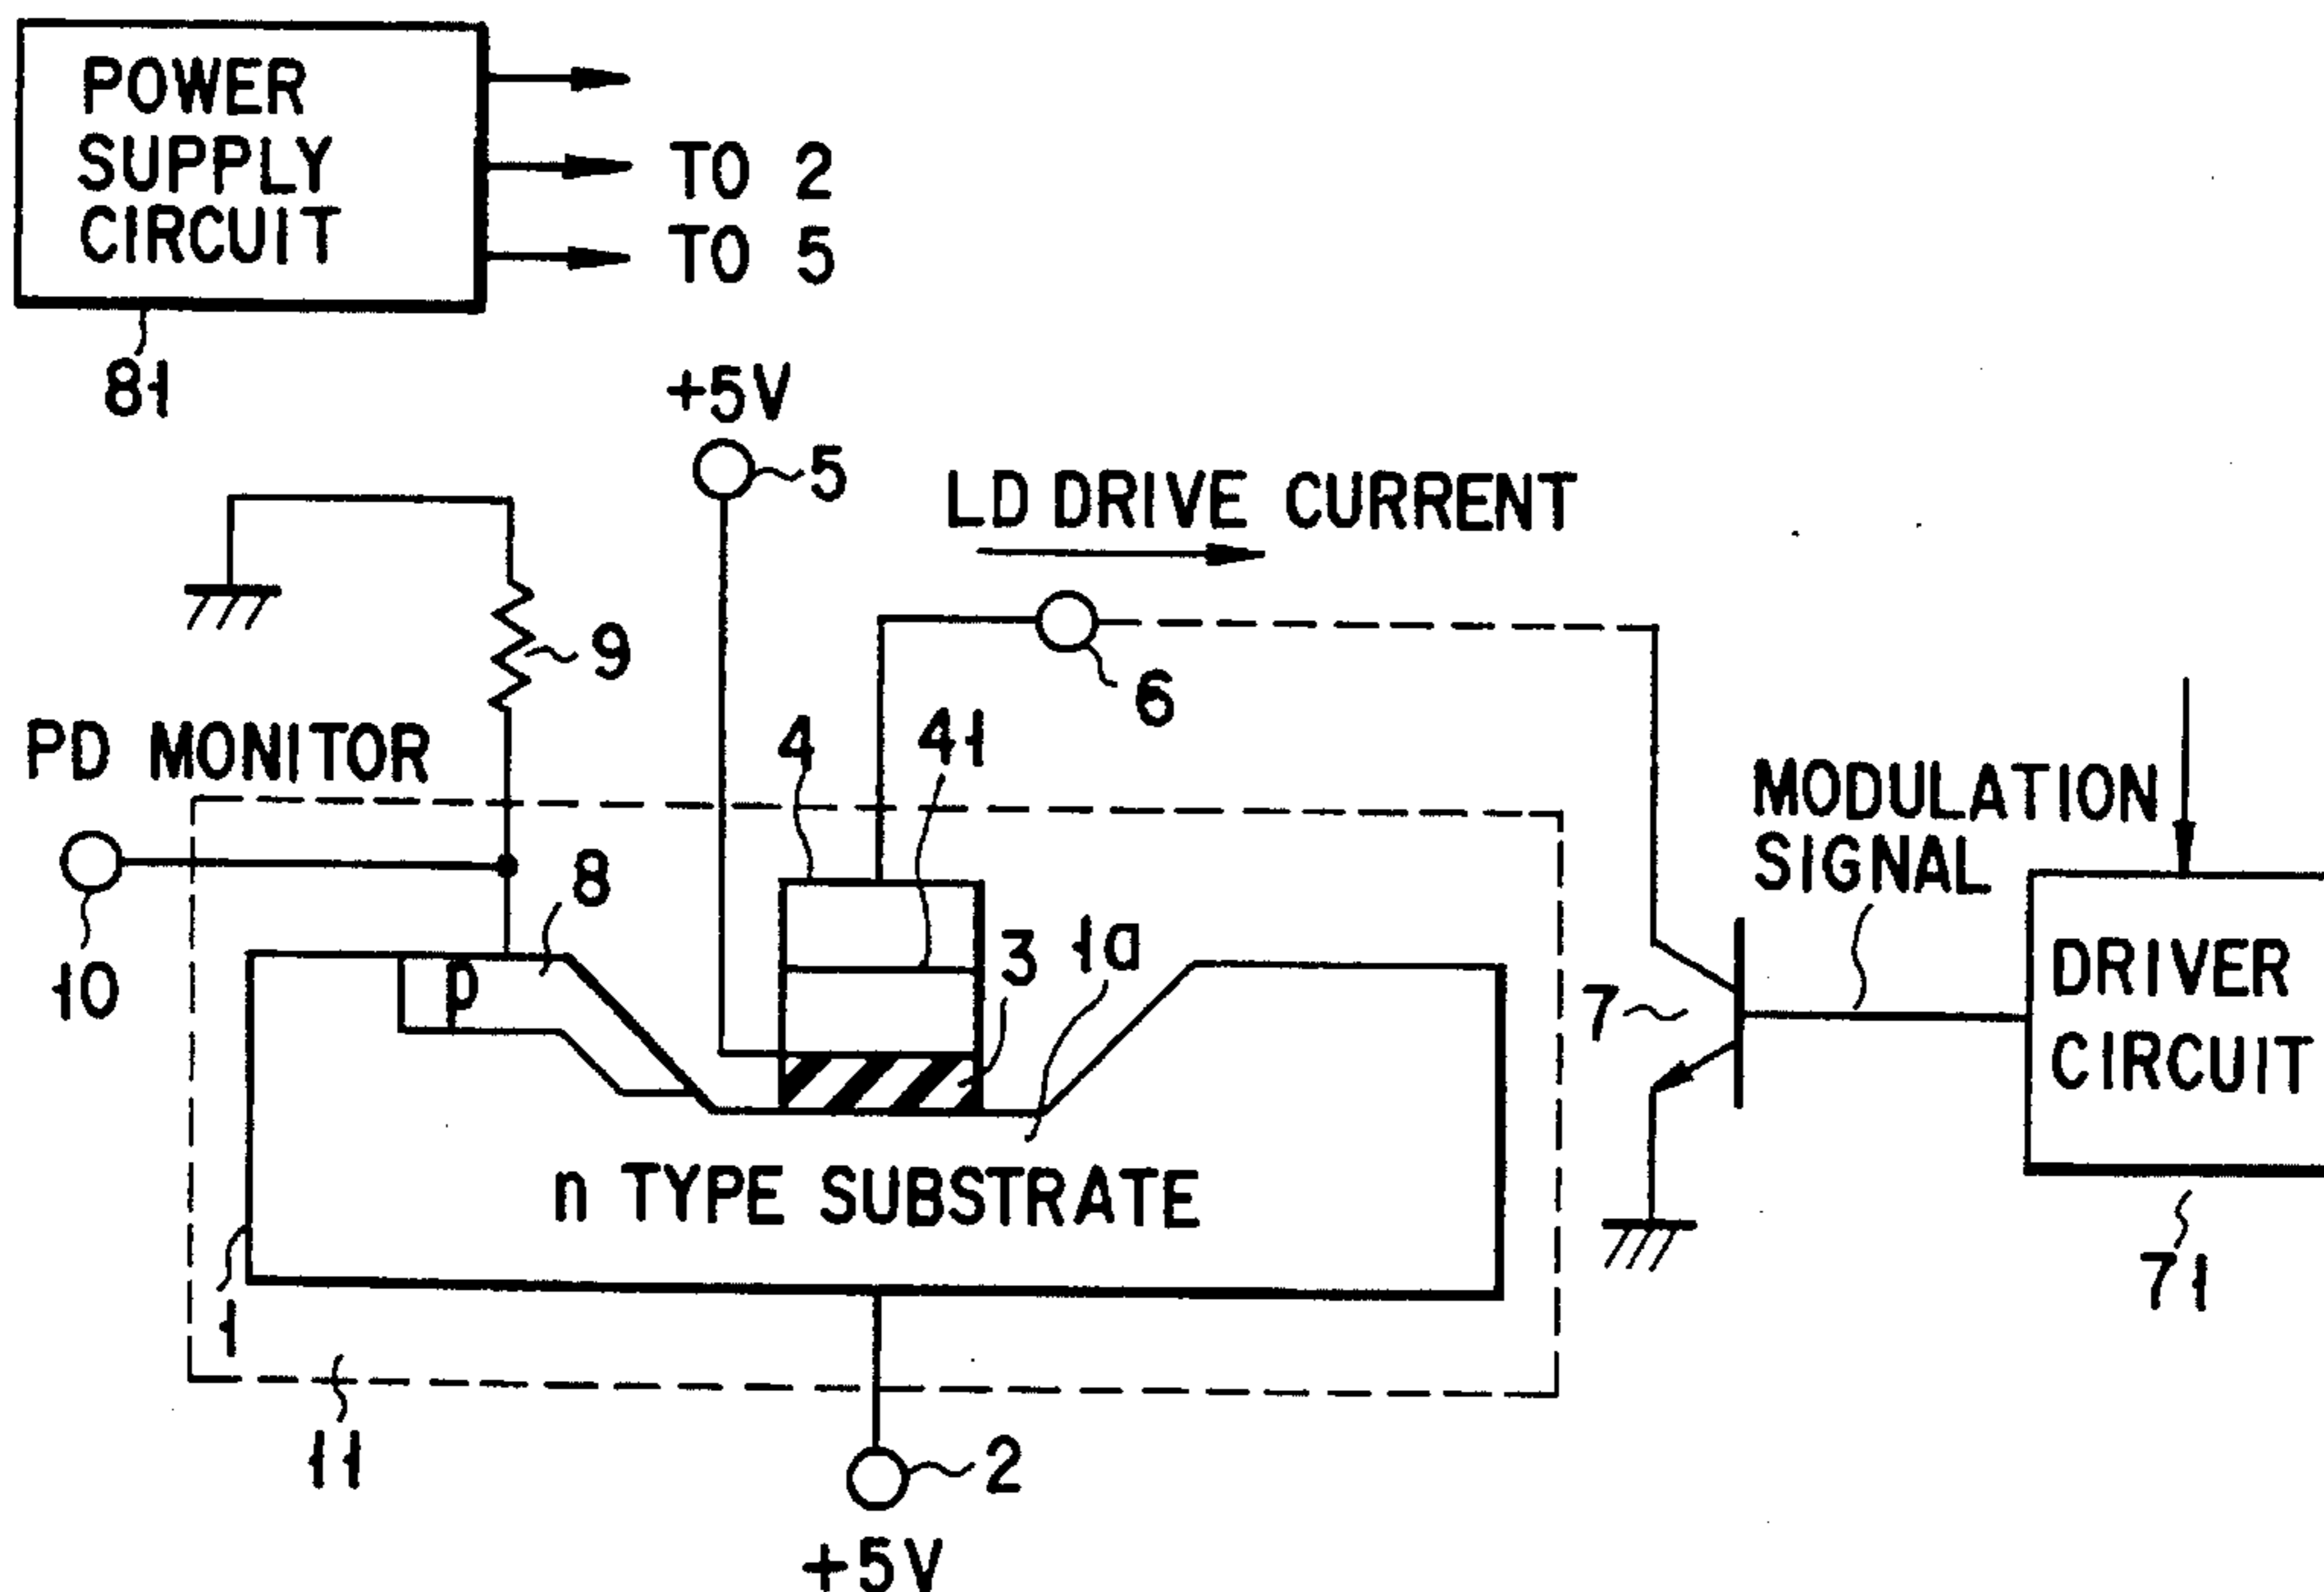 POWER
SUPPLY
CIRCUIT
TO 2
TO 5
81
+5V
5
LD DRIVE CURRENT
9
6
PD MONITOR
4
41
MODULATION
SIGNAL
8
3
1a
10
p
7
DRIVER
CIRCUIT
n TYPE SUBSTRATE
71
1
11
2
+5V